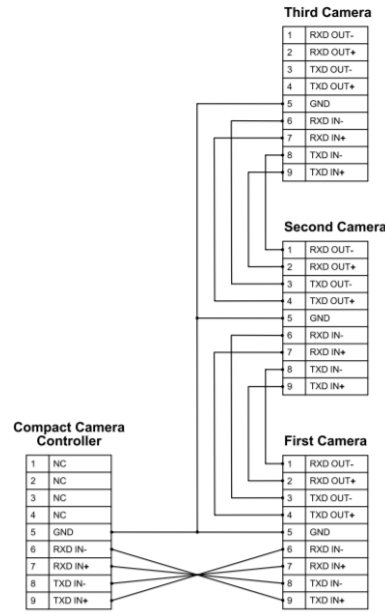 Third Camera
1 RXD OUT-
2 RXD OUT+
3 TXD OUT-
4 TXD OUT+
5 GND
6 RXD IN-
7 RXD IN+
8 TXD IN-
9 TXD IN+
Second Camera
1 RXD OUT-
2 RXD OUT+
3 TXD OUT-
4 TXD OUT+
5 GND
6 RXD IN-
7 RXD IN+
8 TXD IN-
9 TXD IN+
Compact Camera
Controller
1 NC
2 NC
3 NC
4 NC
5 GND
6 RXD IN-
7 RXD IN+
8 TXD IN-
9 TXD IN+
First Camera
1 RXD OUT-
2 RXD OUT+
3 TXD OUT-
4 TXD OUT+
5 GND
6 RXD IN-
7 RXD IN+
8 TXD IN-
9 TXD IN+